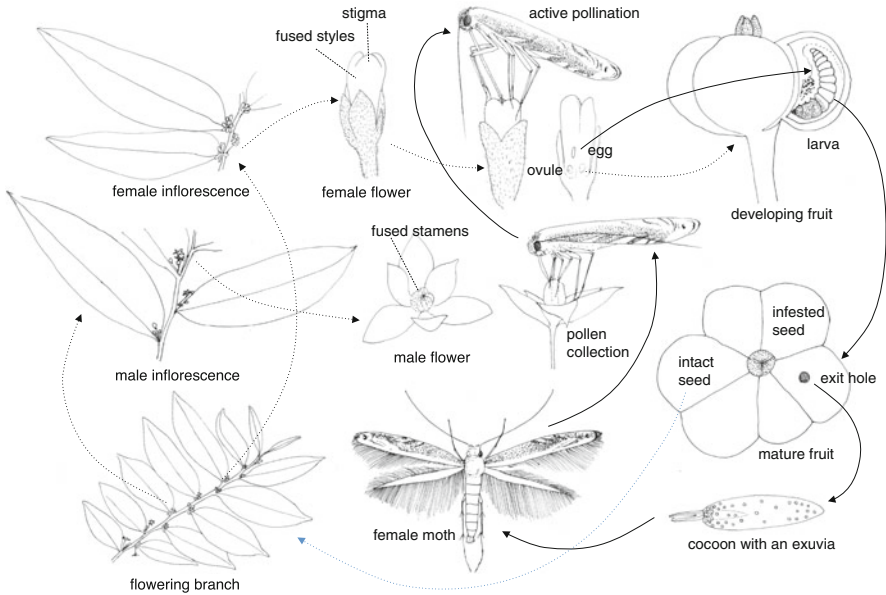 stigma
fused styles
active pollination
female inflorescence
female flower
ovule
egg
larva
developing fruit
fused stamens
male inflorescence
male flower
pollen
collection
infested
seed
intact
seed
exit hole
mature fruit
female moth
cocoon with an exuvia
flowering branch